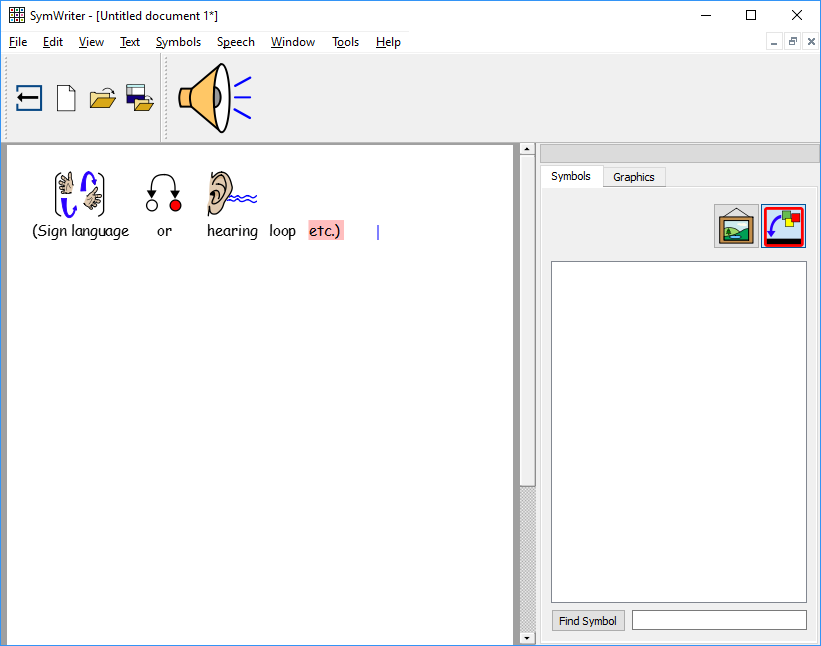 SymWriter - [Untitled document 1*]
File Edit View Text Symbols Speech Window Tools Help
(Sign language or hearing loop etc.)
Symbols Graphics
Find Symbol